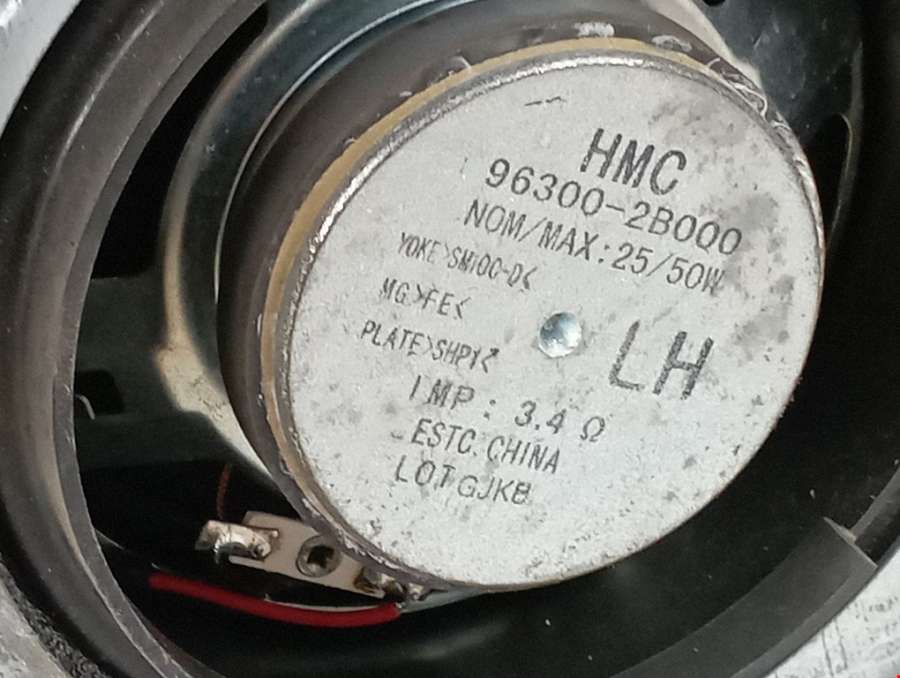 HMC
96300-2B000
NOM/MAX:25/50W
YOKE>SM10C-D<
MG>FE<
PLATE>SHP1<
LH
IMP: 3.4 Ω
ESTC. CHINA
LOT GJKB